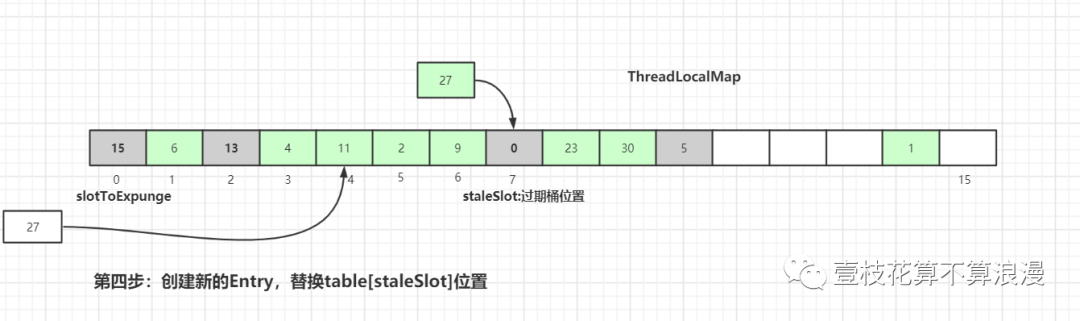 27
ThreadLocalMap
15 6 13 4 11 2 9 0 23 30 5 1
0 1 2 3 4 5 6 7 15
slotToExpunge
staleSlot:过期桶位置
27
第四步：创建新的Entry，替换table[staleSlot]位置
壹枝花算不算浪漫